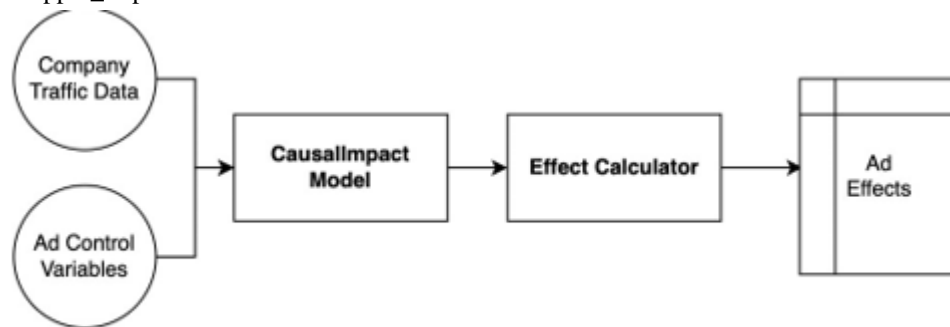 Company
Traffic Data
CausalImpact
Model
Effect Calculator
Ad
Effects
Ad Control
Variables